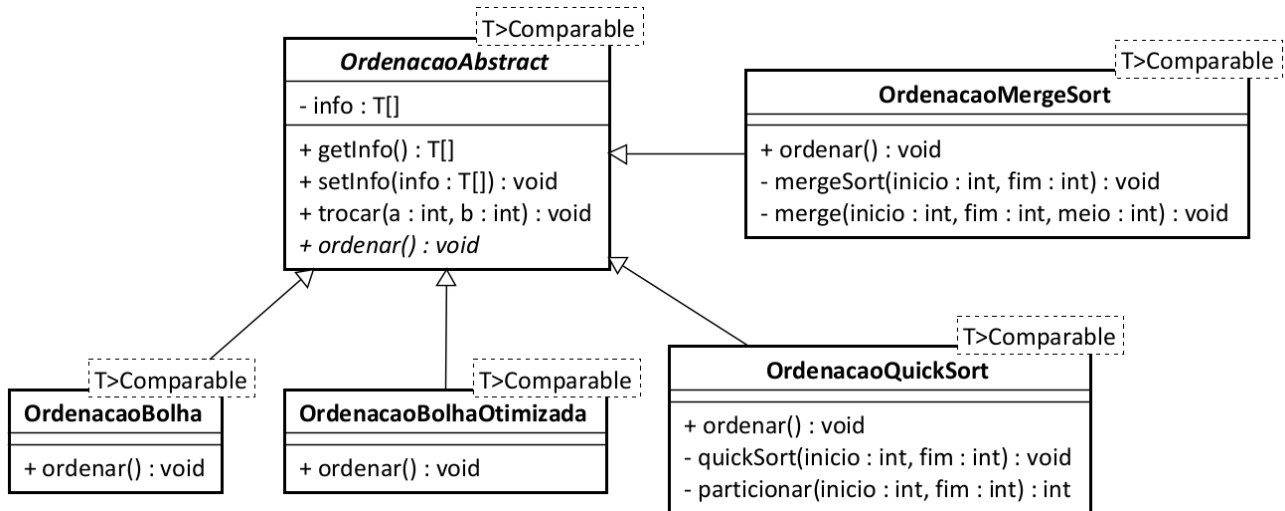 T>Comparable
OrdenacaoAbstract
- info : T[]
+ getInfo() : T[]
+ setInfo(info : T[]) : void
+ trocar(a : int, b : int) : void
+ ordenar() : void
T>Comparable
OrdenacaoMergeSort
+ ordenar() : void
- mergeSort(inicio : int, fim : int) : void
- merge(inicio : int, fim : int, meio : int) : void
T>Comparable
OrdenacaoBolha
+ ordenar() : void
T>Comparable
OrdenacaoBolhaOtimizada
+ ordenar() : void
T>Comparable
OrdenacaoQuickSort
+ ordenar() : void
- quickSort(inicio : int, fim : int) : void
- particionar(inicio : int, fim : int) : int